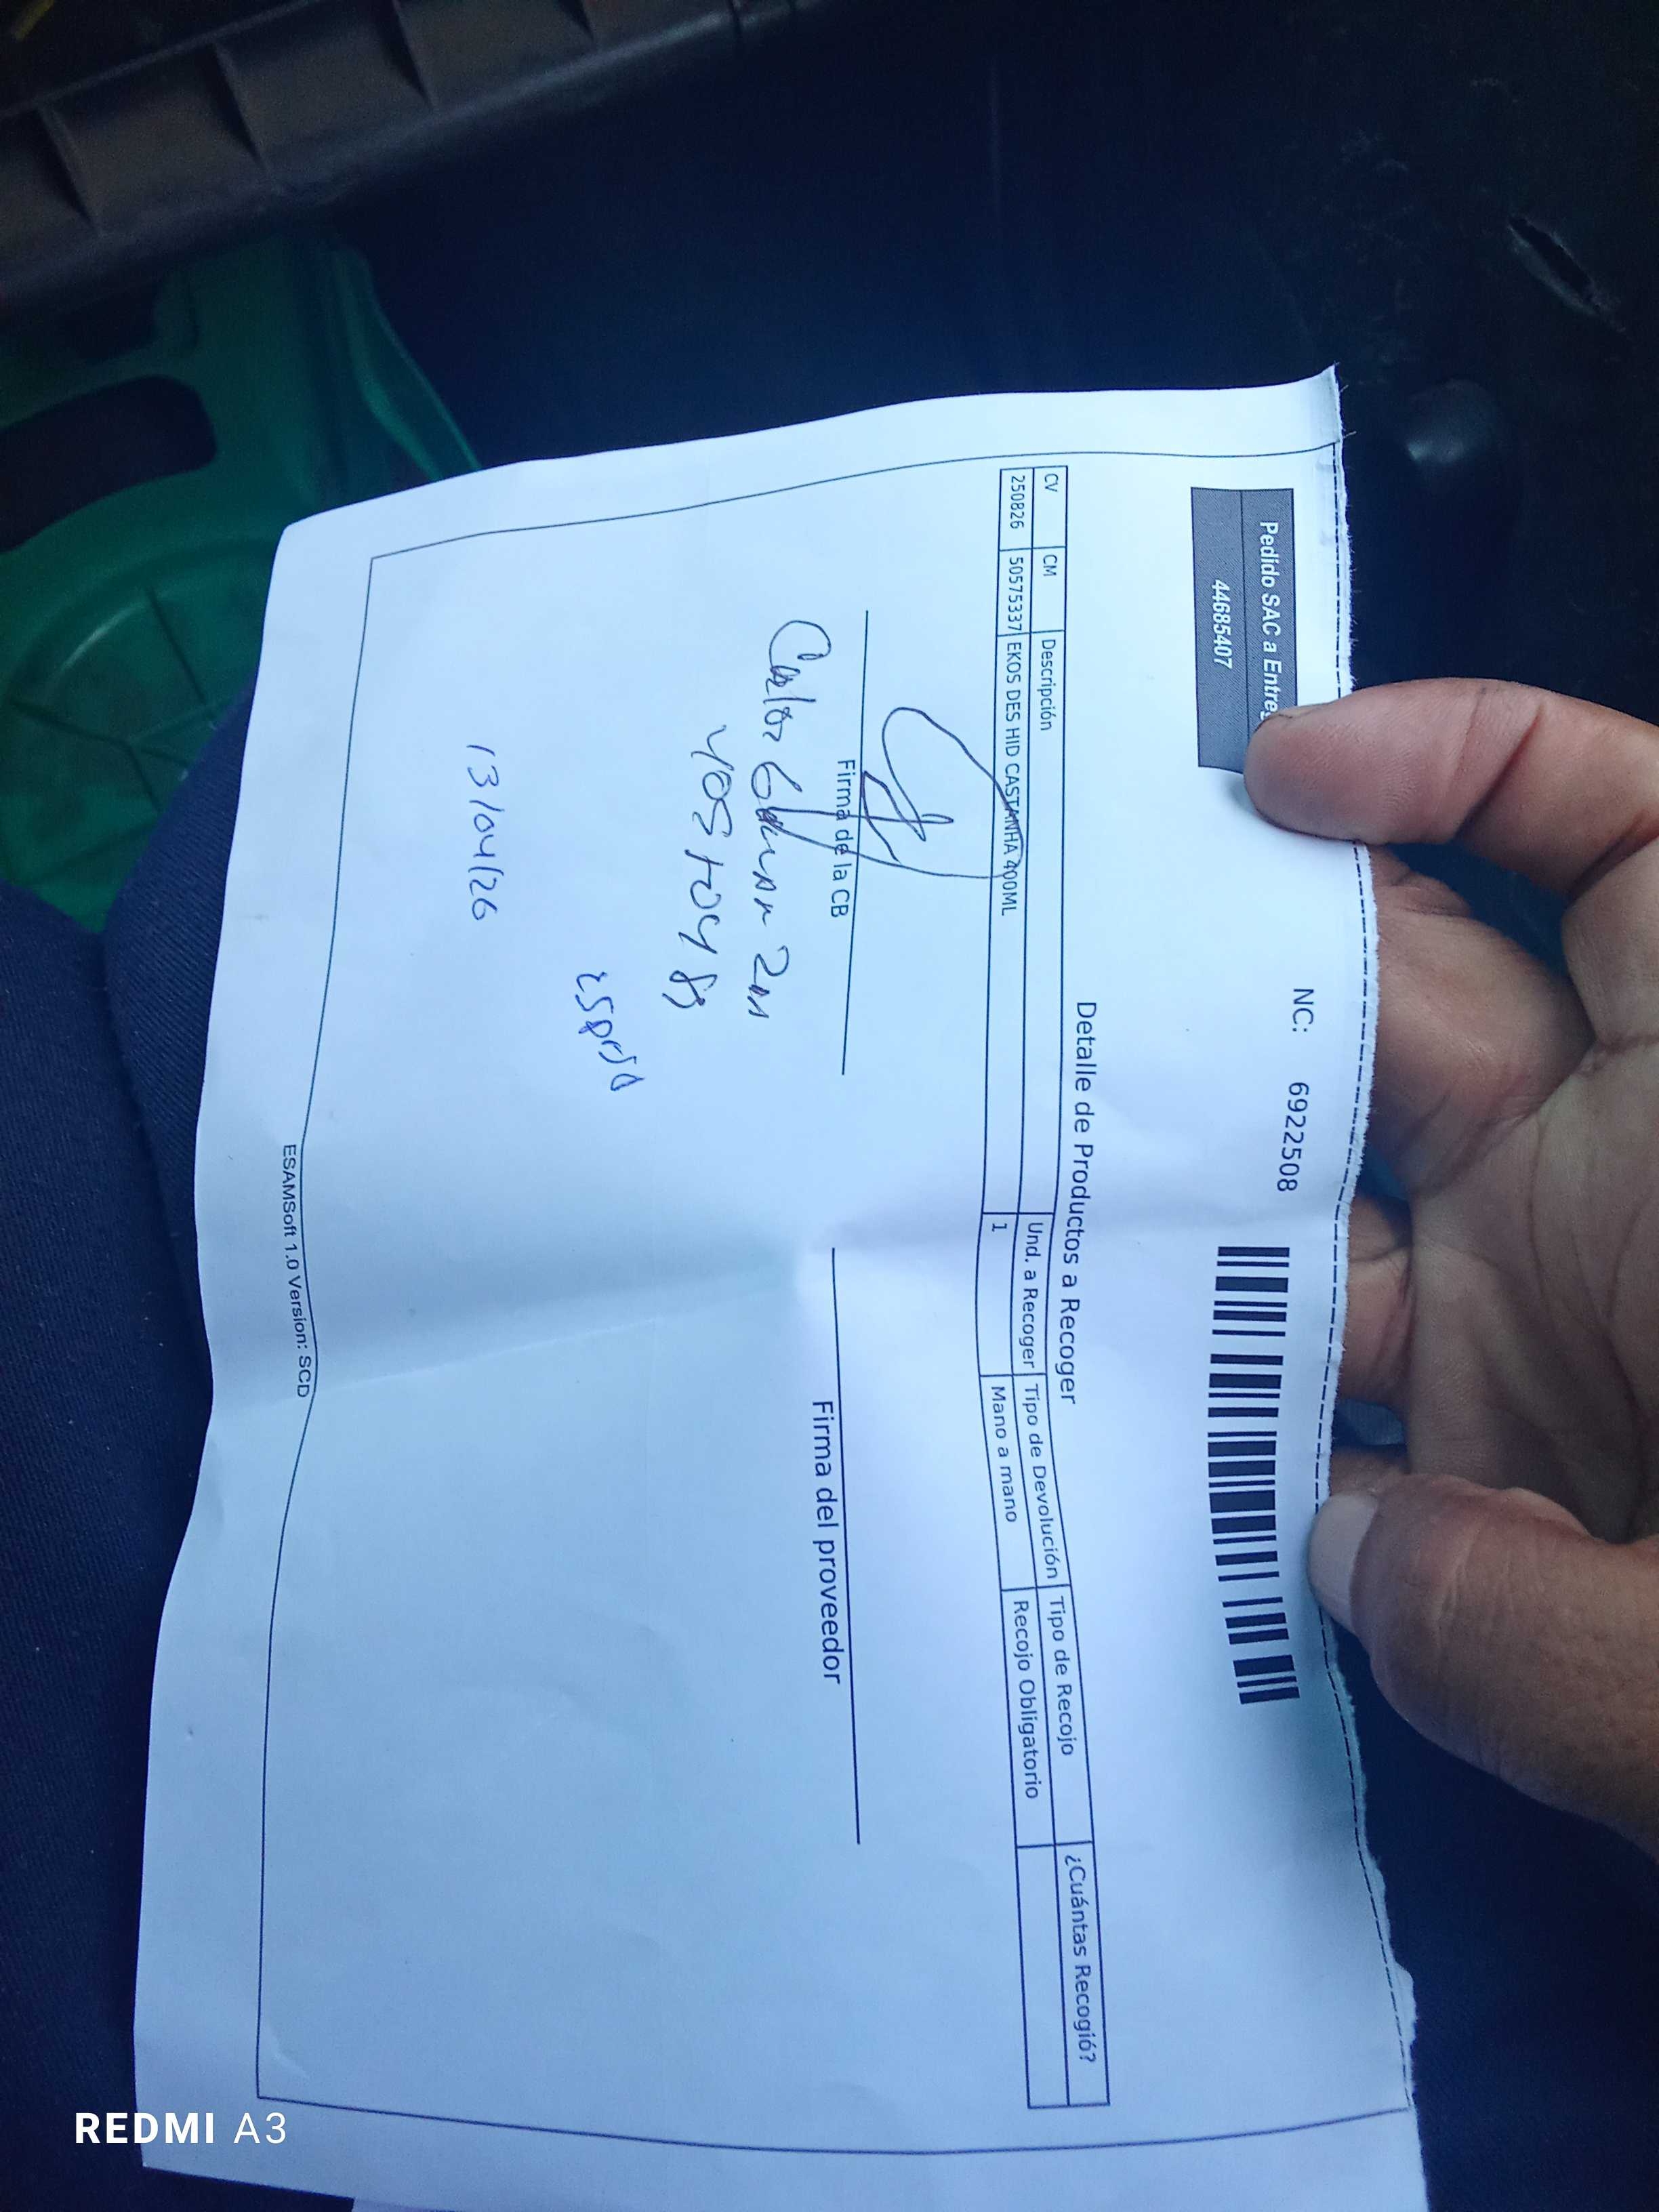 Pedido SAC a Entreg
44685407
NC: 6922508
Detalle de Productos a Recoger
CV CM Descripción Und. a Recoger Tipo de Devolución Tipo de Recojo ¿Cuántas Recogió?
250826 50575337 EKOS DES HID CASTANHA 400ML 1 Mano a mano Recojo Obligatorio
Firma de la CB Firma del proveedor
Carlos
13/04/26
ESAMSoft 1.0 Version: SCD
REDMI A3